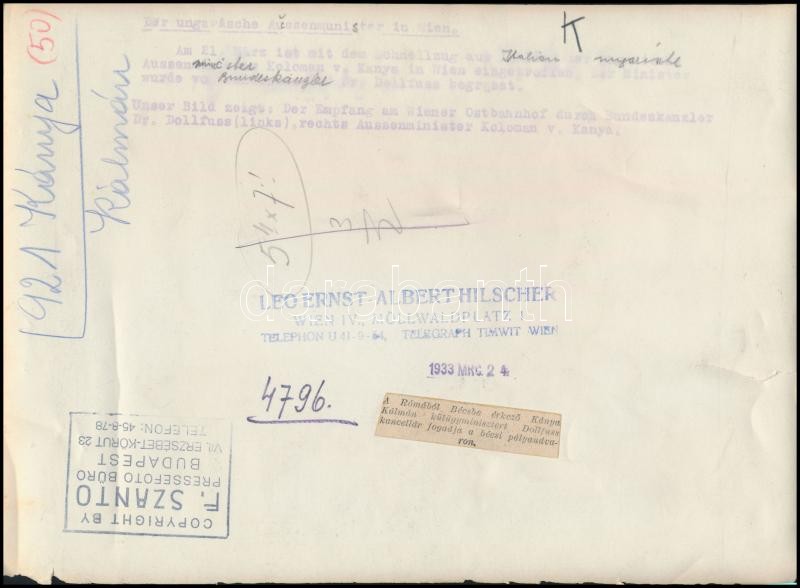 Der ungarische Aussenminister in Wien.
K
Am 21. März ist mit dem Schnellzug aus Italien der ungarische
Aussenminister Koloman v. Kanya in Wien eingetroffen. Der Minister
wurde von Bundeskanzler Dr. Dollfuss begrüsst.
Unser Bild zeigt: Der Empfang am Wiener Ostbahnhof durch Bundeskanzler
Dr. Dollfuss(links),rechts Aussenminister Koloman v. Kanya.
921 Kánya (50)
Kálmán
darabanth
LEO ERNST-ALBERT HILSCHER
WIEN IV., MOLLWALDPLATZ 1
TELEPHON U 41-9-54, TELEGRAPH TIMWIT WIEN
1933 MRC. 24
4796.
A Rómából Bécsbe érkező Kánya
Kálmán külügyminisztert Dollfuss
kancellár fogadja a bécsi pályaudva-
ron.
COPYRIGHT BY
F. SZANTO
PRESSEFOTO BÜRO
BUDAPEST
VII. ERZSÉBET-KÖRUT 23
TELEFON: 45-8-78